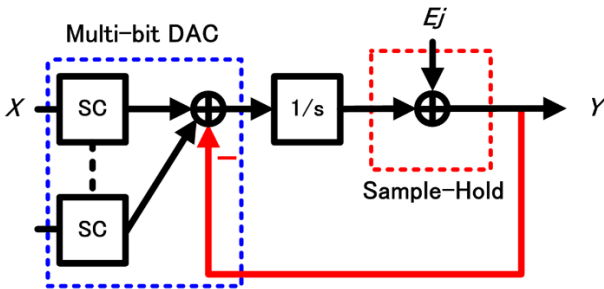 Multi-bit DAC
Ej
X
SC
1/s
Y
−
Sample-Hold
SC